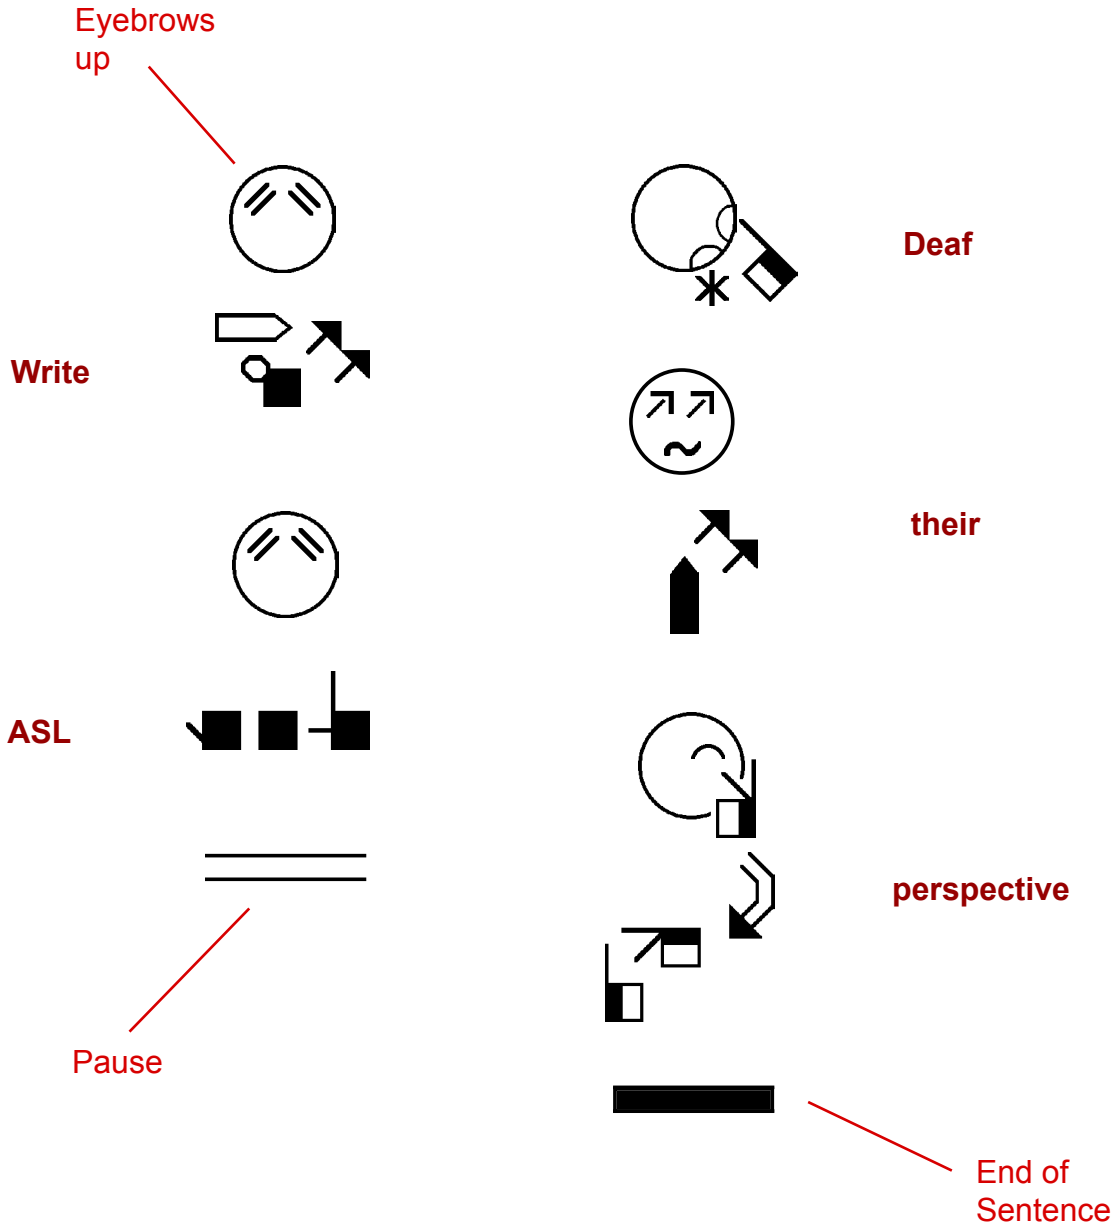 Eyebrows
up
Write
ASL
Pause
Deaf
their
perspective
End of
Sentence